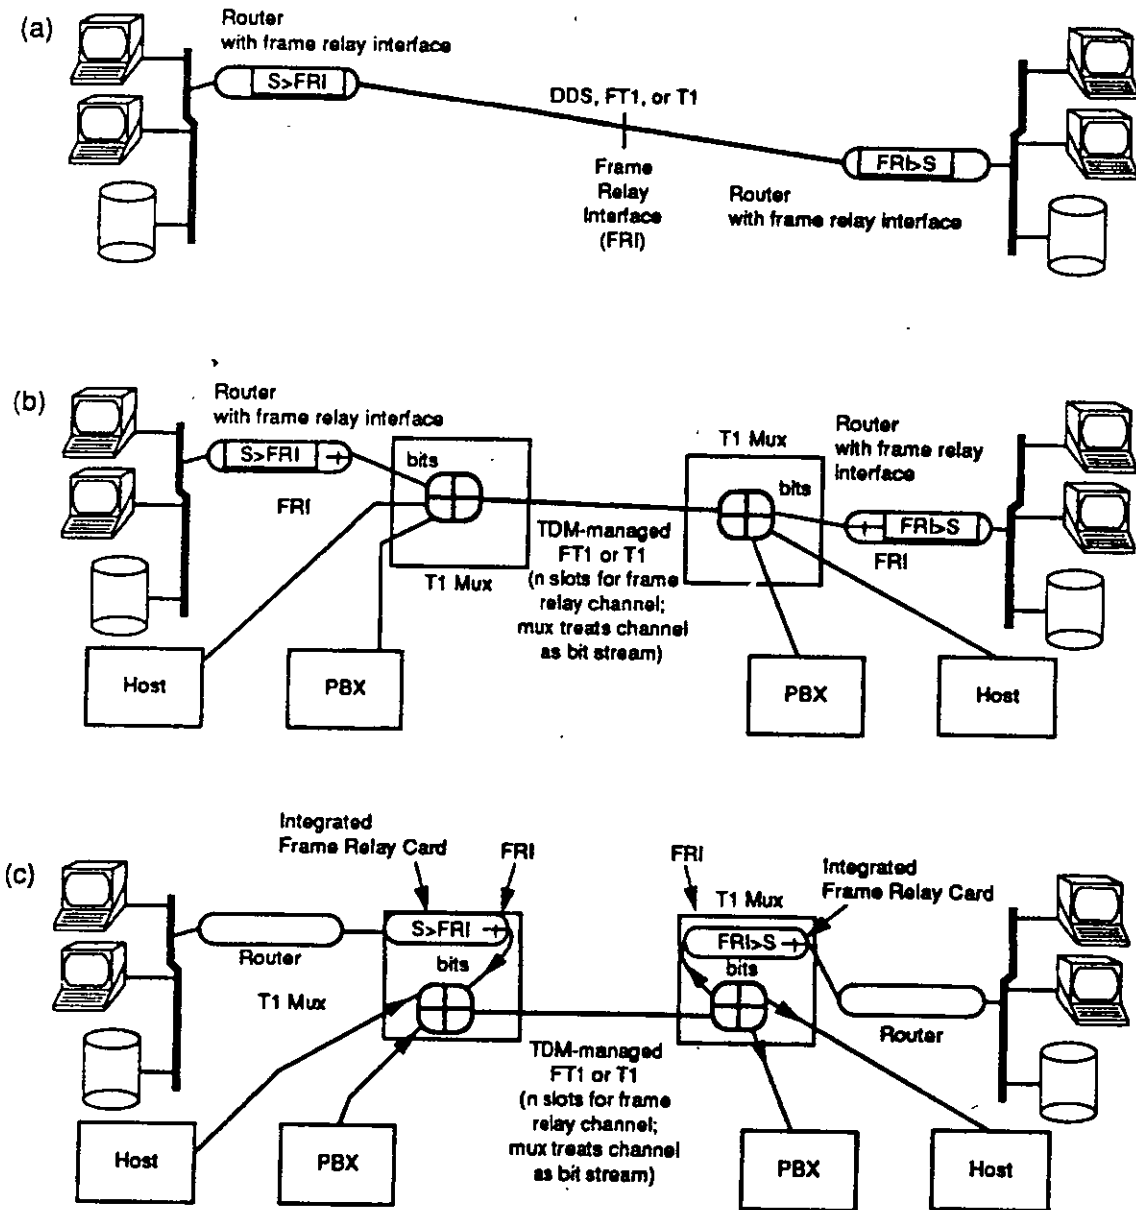 (a)
Router
with frame relay interface
S>FRI
DDS, FT1, or T1
Frame
Relay
Interface
(FRI)
FRI>S
Router
with frame relay interface
(b)
Router
with frame relay interface
S>FRI
FRI
bits
T1 Mux
TDM-managed
FT1 or T1
(n slots for frame
relay channel;
mux treats channel
as bit stream)
T1 Mux
bits
Router
with frame relay
interface
FRI>S
FRI
Host
PBX
PBX
Host
(c)
Integrated
Frame Relay Card
FRI
S>FRI
Router
bits
T1 Mux
FRI
T1 Mux
Integrated
Frame Relay Card
FRI>S
bits
Router
TDM-managed
FT1 or T1
(n slots for frame
relay channel;
mux treats channel
as bit stream)
Host
PBX
PBX
Host